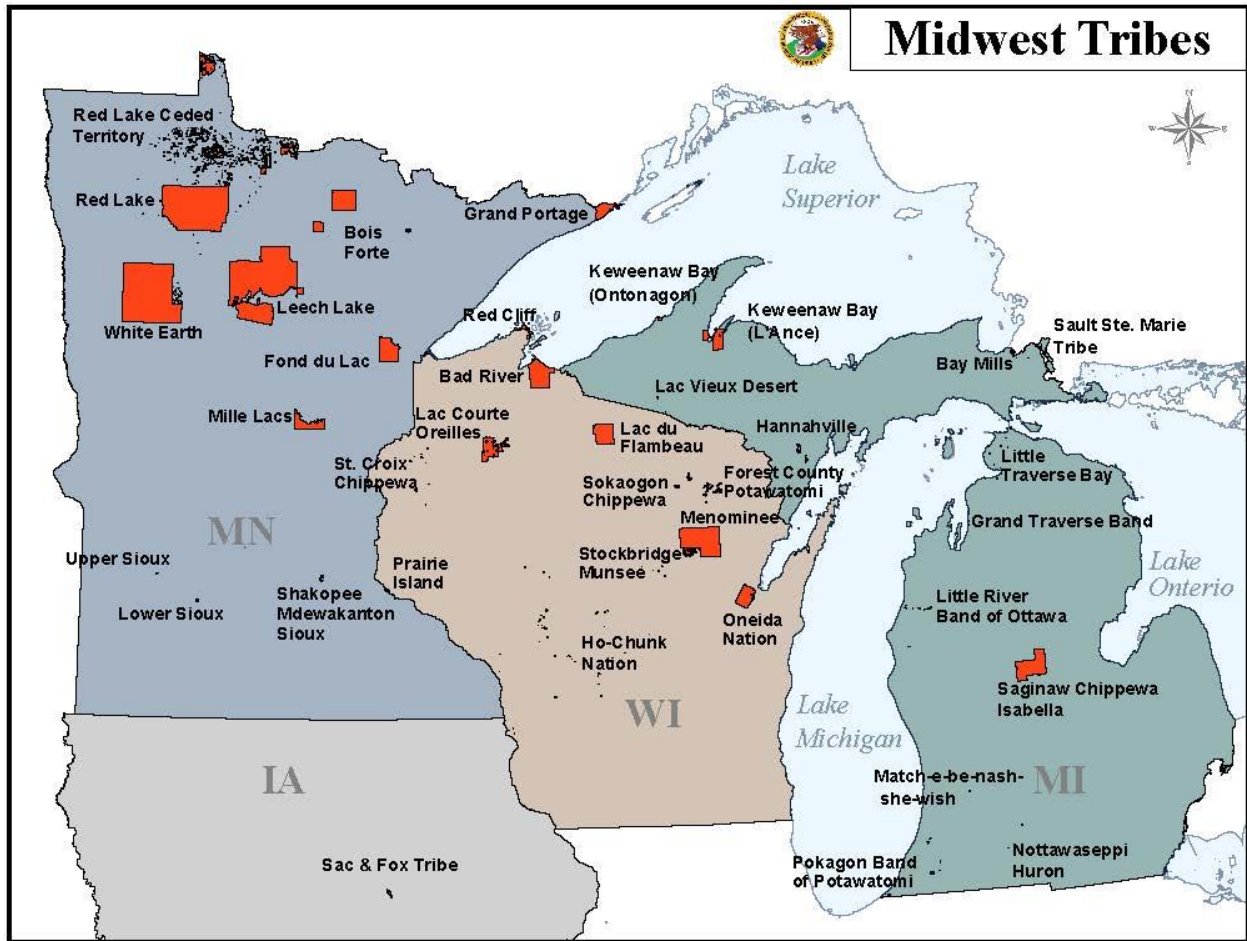 Midwest Tribes
Red Lake Ceded
Territory
Red Lake
Bois
Forte
Grand Portage
Lake
Superior
White Earth
Leech Lake
Keweenaw Bay
(Ontonagon)
Keweenaw Bay
(L'Ance)
Red Cliff
Sault Ste. Marie
Tribe
Fond du Lac
Bad River
Bay Mills
Lac Vieux Desert
Mille Lacs
Lac Courte
Oreilles
Lac du
Flambeau
Hannahville
St. Croix
Chippewa
Sokaogon
Chippewa
Forest County
Potawatomi
Little
Traverse Bay
MN
Menominee
Grand Traverse Band
Upper Sioux
Prairie
Island
Stockbridge
Munsee
Lake
Onterio
Lower Sioux
Shakopee
Mdewakanton
Sioux
Oneida
Nation
Little River
Band of Ottawa
Ho-Chunk
Nation
Saginaw Chippewa
Isabella
WI
Lake
Michigan
IA
Match-e-be-nash-
she-wish
MI
Sac & Fox Tribe
Pokagon Band
of Potawatomi
Nottawaseppi
Huron